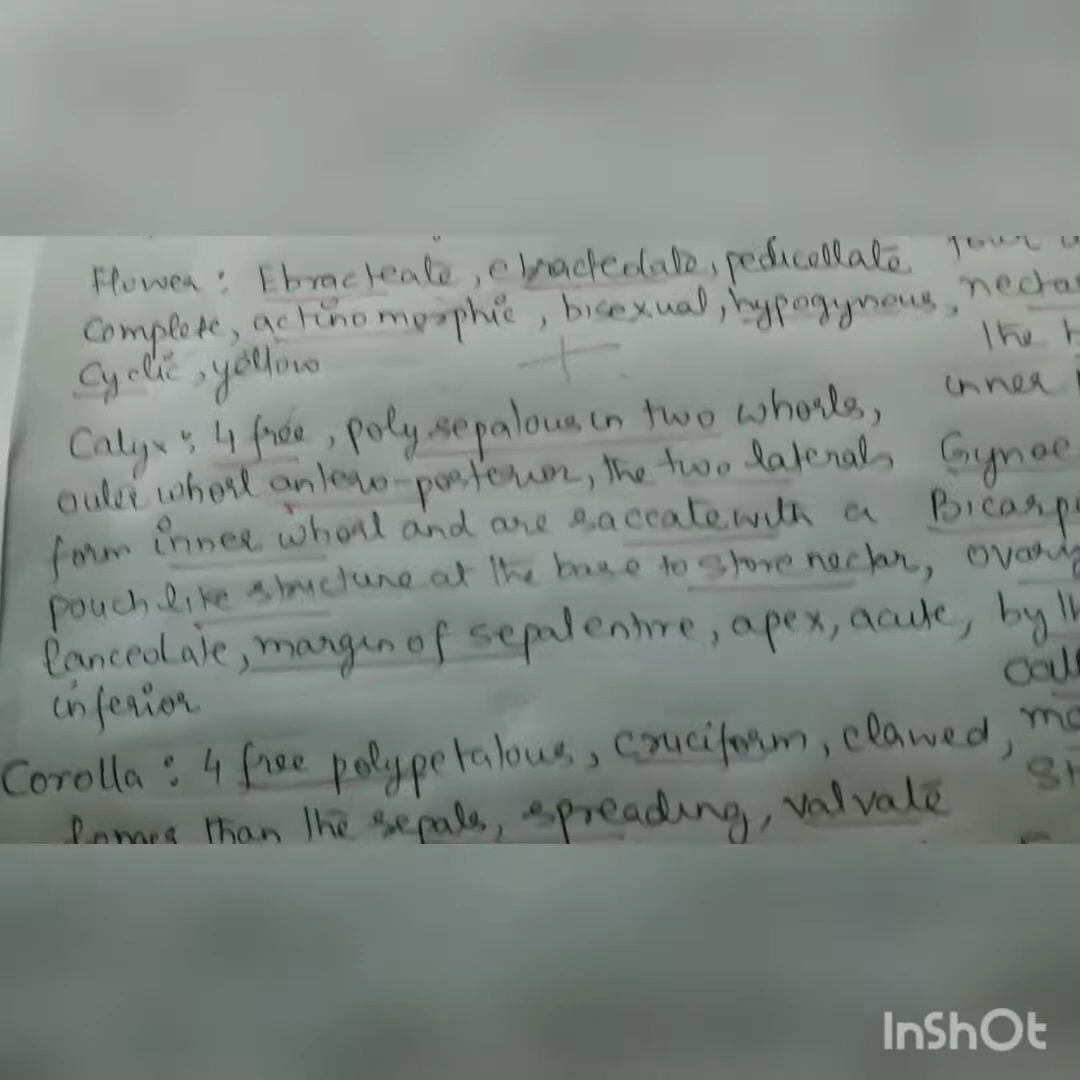 Flower : Ebracteate, ebracteolate, pedicellate
complete, actinomorphic, bisexual, hypogynous,
Cyclic, yellow
Calyx : 4 free, polysepalous in two whorls,
outer whorl antero-posterior, the two laterals
form inner whorl and are saccate with a
pouch like structure at the base to store nectar,
lanceolate, margin of sepal entire, apex, acute,
inferior
Corolla : 4 free polypetalous, cruciform, clawed,
than the sepals, spreading, valvate
four
nectar
The
inner
Gynoe
Bicarp
ovary
by th
call
InShOt